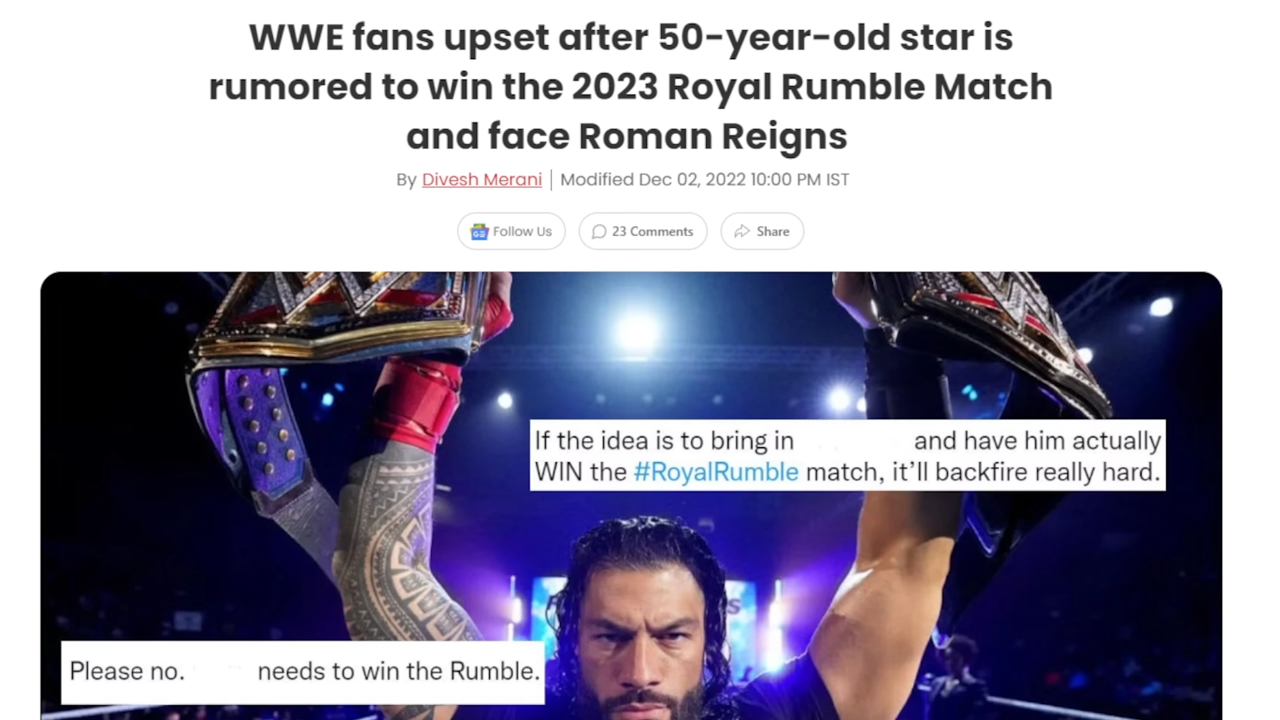 WWE fans upset after 50-year-old star is
rumored to win the 2023 Royal Rumble Match
and face Roman Reigns
By Divesh Merani | Modified Dec 02, 2022 10:00 PM IST
Follow Us
23 Comments
Share
If the idea is to bring in and have him actually
WIN the #RoyalRumble match, it'll backfire really hard.
Please no. needs to win the Rumble.